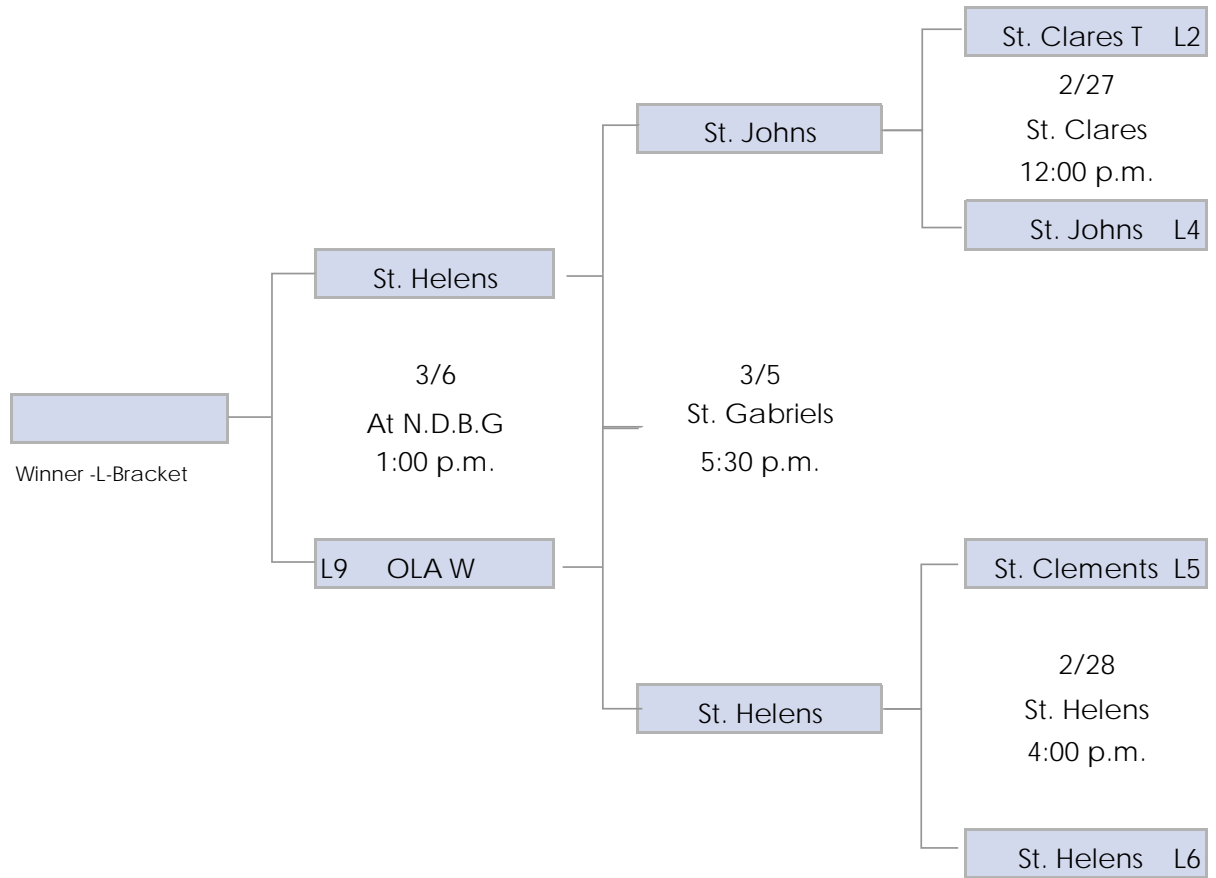 St. Clares T L2
2/27
St. Clares
12:00 p.m.
St. Johns L4
St. Johns
St. Helens
3/6
At N.D.B.G
1:00 p.m.
3/5
St. Gabriels
5:30 p.m.
Winner -L-Bracket
L9 OLA W
St. Clements L5
2/28
St. Helens
4:00 p.m.
St. Helens
St. Helens L6